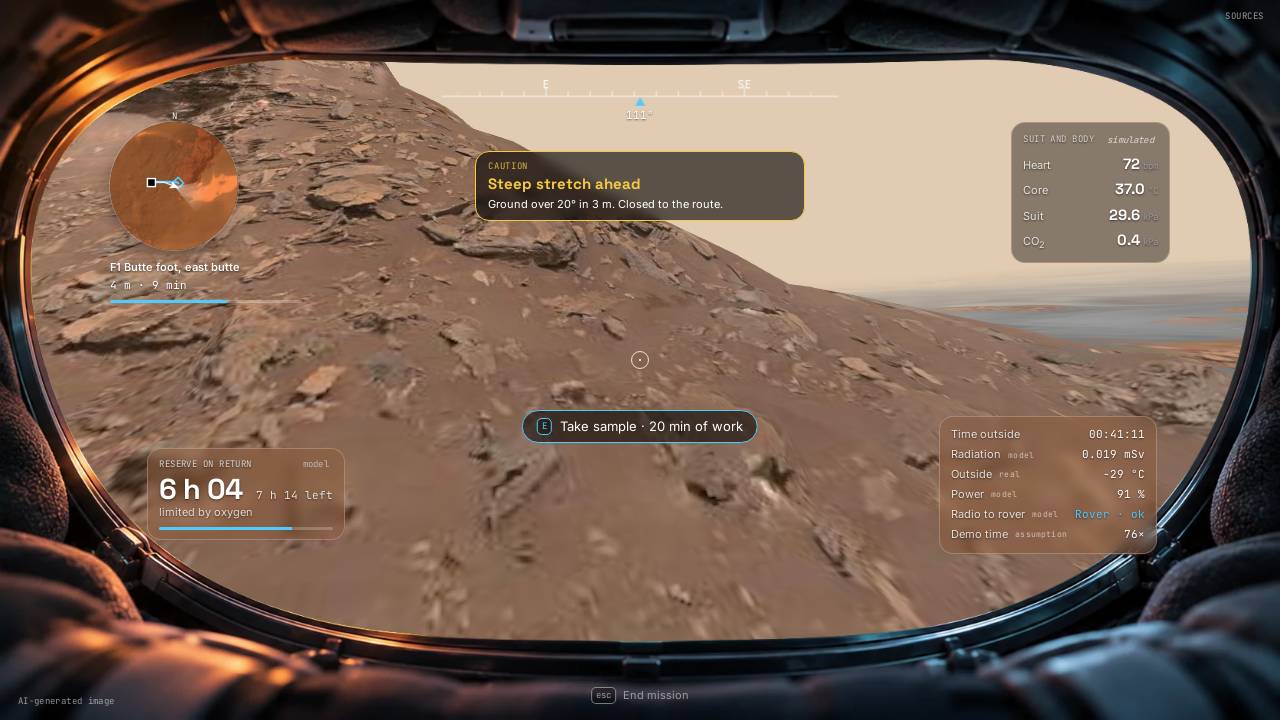 SOURCES
E SE
111°
N
CAUTION
Steep stretch ahead
Ground over 20° in 3 m. Closed to the route.
SUIT AND BODY simulated
Heart 72 bpm
Core 37.0 °C
Suit 29.6 kPa
CO2 0.4 kPa
F1 Butte foot, east butte
4 m · 9 min
E Take sample · 20 min of work
RESERVE ON RETURN model
6 h 04 7 h 14 left
limited by oxygen
Time outside 00:41:11
Radiation model 0.019 mSv
Outside real -29 °C
Power model 91 %
Radio to rover model Rover · ok
Demo time assumption 76×
esc End mission
AI-generated image